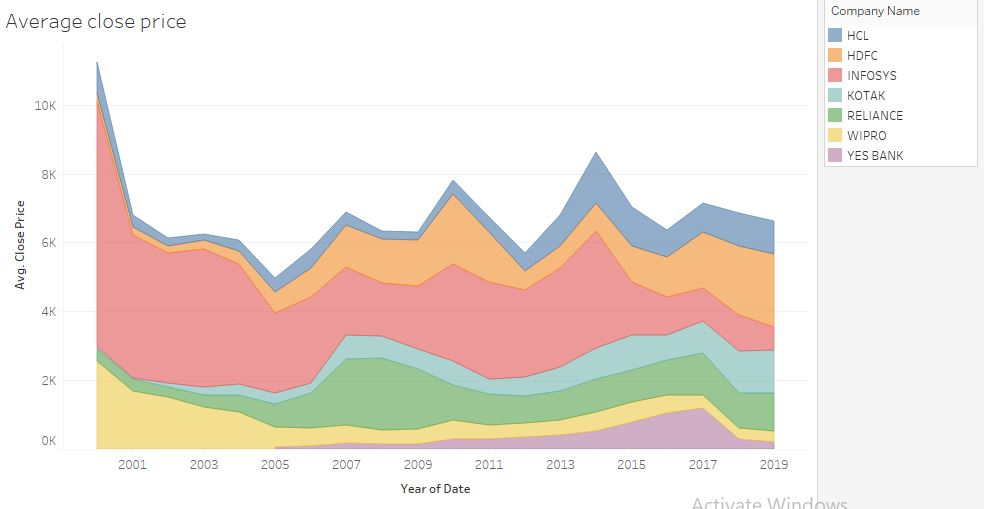 Average close price
Company Name
HCL
HDFC
INFOSYS
KOTAK
RELIANCE
WIPRO
YES BANK
10K
8K
6K
4K
2K
0K
Avg. Close Price
2001 2003 2005 2007 2009 2011 2013 2015 2017 2019
Year of Date
Activate Windows